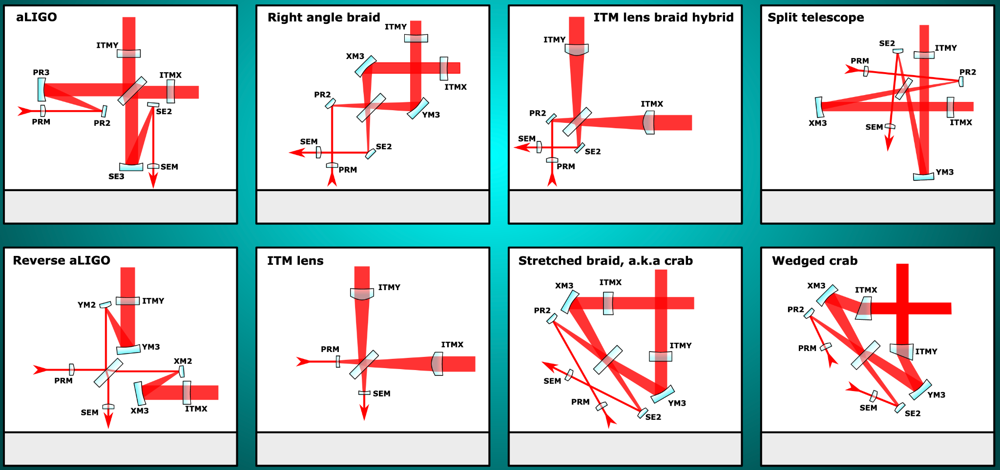 aLIGO
ITMY
PR3
ITMX
PRM
PR2
SE2
SE3
SEM
Right angle braid
ITMY
XM3
ITMX
PR2
YM3
SEM
SE2
PRM
ITM lens braid hybrid
ITMY
ITMX
PR2
SEM
SE2
PRM
Split telescope
SE2
ITMY
PRM
PR2
XM3
ITMX
SEM
YM3
Reverse aLIGO
ITMY
YM2
YM3
XM2
PRM
SEM
XM3
ITMX
ITM lens
ITMY
PRM
ITMX
SEM
Stretched braid, a.k.a crab
XM3
ITMX
PR2
ITMY
SEM
PRM
YM3
SE2
Wedged crab
XM3
ITMX
PR2
PRM
ITMY
YM3
SEM
SE2